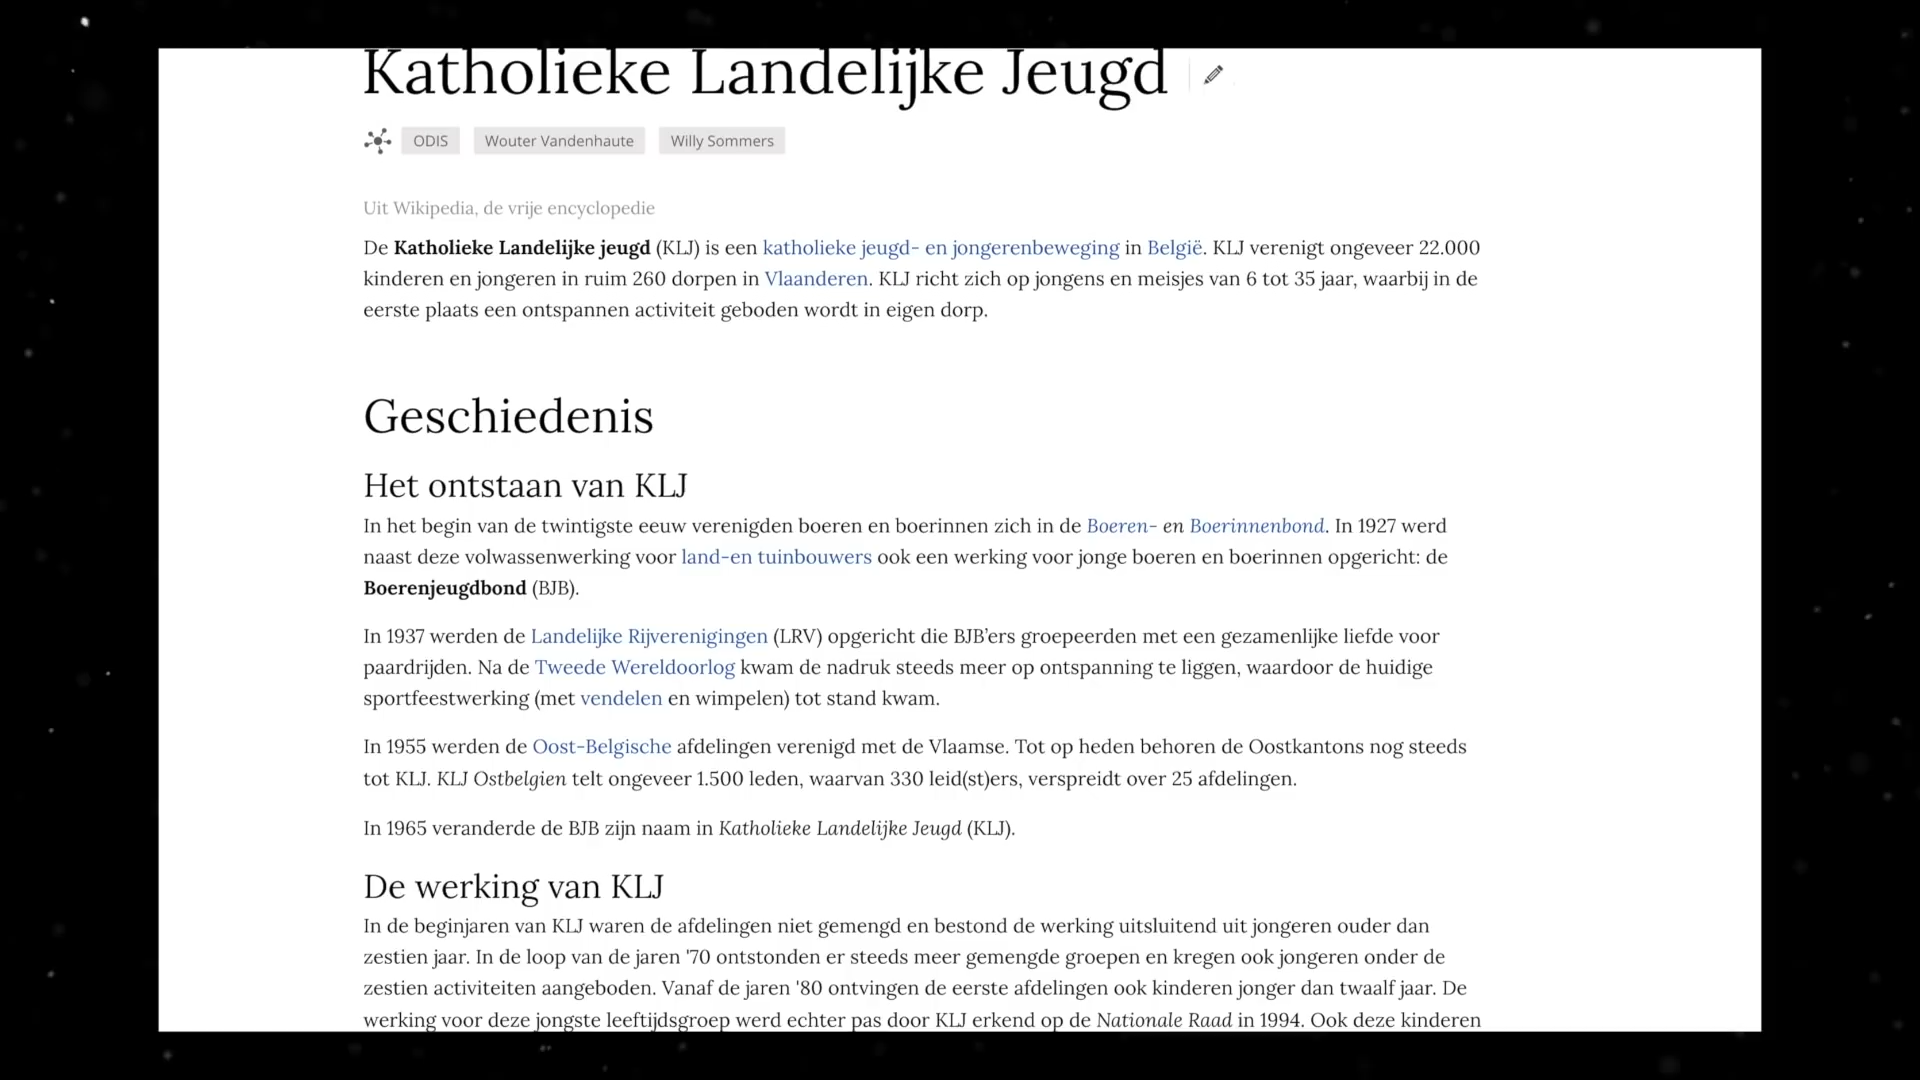 Katholieke Landelijke Jeugd
ODIS Wouter Vandenhaute Willy Sommers
Uit Wikipedia, de vrije encyclopedie
De Katholieke Landelijke jeugd (KLJ) is een katholieke jeugd- en jongerenbeweging in België. KLJ verenigt ongeveer 22.000
kinderen en jongeren in ruim 260 dorpen in Vlaanderen. KLJ richt zich op jongens en meisjes van 6 tot 35 jaar, waarbij in de
eerste plaats een ontspannen activiteit geboden wordt in eigen dorp.
Geschiedenis
Het ontstaan van KLJ
In het begin van de twintigste eeuw verenigden boeren en boerinnen zich in de Boeren- en Boerinnenbond. In 1927 werd
naast deze volwassenwerking voor land-en tuinbouwers ook een werking voor jonge boeren en boerinnen opgericht: de
Boerenjeugdbond (BJB).
In 1937 werden de Landelijke Rijverenigingen (LRV) opgericht die BJB’ers groepeerden met een gezamenlijke liefde voor
paardrijden. Na de Tweede Wereldoorlog kwam de nadruk steeds meer op ontspanning te liggen, waardoor de huidige
sportfeestwerking (met vendelen en wimpelen) tot stand kwam.
In 1955 werden de Oost-Belgische afdelingen verenigd met de Vlaamse. Tot op heden behoren de Oostkantons nog steeds
tot KLJ. KLJ Ostbelgien telt ongeveer 1.500 leden, waarvan 330 leid(st)ers, verspreidt over 25 afdelingen.
In 1965 veranderde de BJB zijn naam in Katholieke Landelijke Jeugd (KLJ).
De werking van KLJ
In de beginjaren van KLJ waren de afdelingen niet gemengd en bestond de werking uitsluitend uit jongeren ouder dan
zestien jaar. In de loop van de jaren '70 ontstonden er steeds meer gemengde groepen en kregen ook jongeren onder de
zestien activiteiten aangeboden. Vanaf de jaren '80 ontvingen de eerste afdelingen ook kinderen jonger dan twaalf jaar. De
werking voor deze jongste leeftijdsgroep werd echter pas door KLJ erkend op de Nationale Raad in 1994. Ook deze kinderen